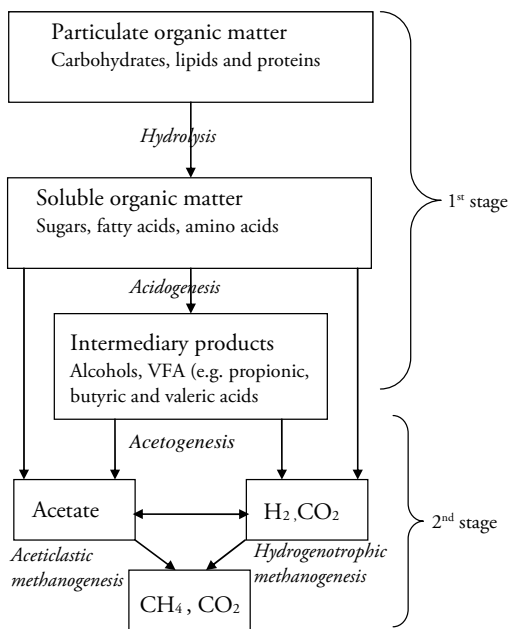 Particulate organic matter
Carbohydrates, lipids and proteins
Hydrolysis
Soluble organic matter
Sugars, fatty acids, amino acids
1st stage
Acidogenesis
Intermediary products
Alcohols, VFA (e.g. propionic,
butyric and valeric acids
Acetogenesis
Acetate
H2 ,CO2
2nd stage
Aceticlastic
methanogenesis
Hydrogenotrophic
methanogenesis
CH4 , CO2